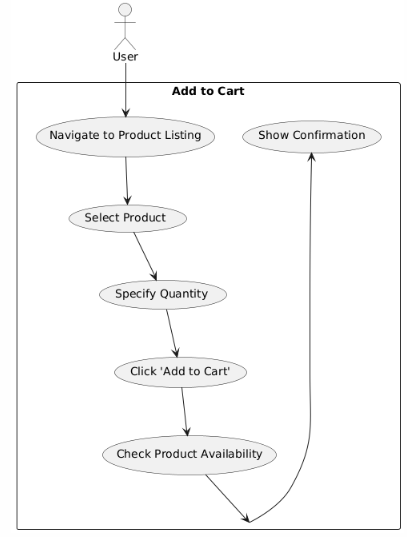 User
Add to Cart
Navigate to Product Listing
Show Confirmation
Select Product
Specify Quantity
Click 'Add to Cart'
Check Product Availability